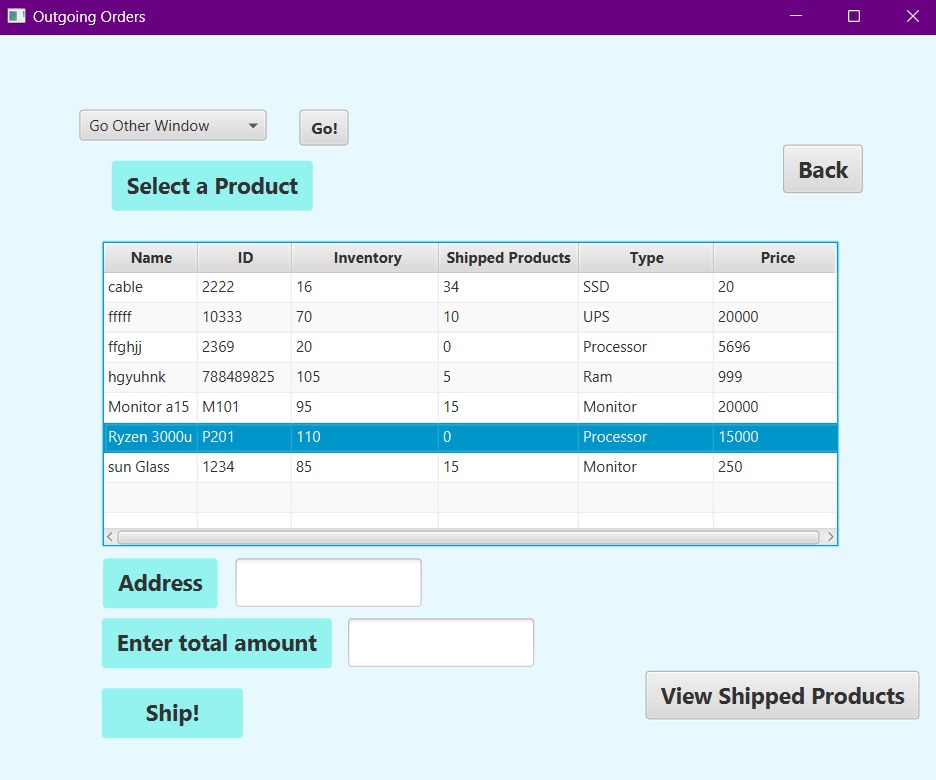 Outgoing Orders
Go Other Window Go!
Back
Select a Product
Name ID Inventory Shipped Products Type Price
cable 2222 16 34 SSD 20
fffff 10333 70 10 UPS 20000
ffghjj 2369 20 0 Processor 5696
hgyuhnk 788489825 105 5 Ram 999
Monitor a15 M101 95 15 Monitor 20000
Ryzen 3000u P201 110 0 Processor 15000
sun Glass 1234 85 15 Monitor 250
Address
Enter total amount
View Shipped Products
Ship!